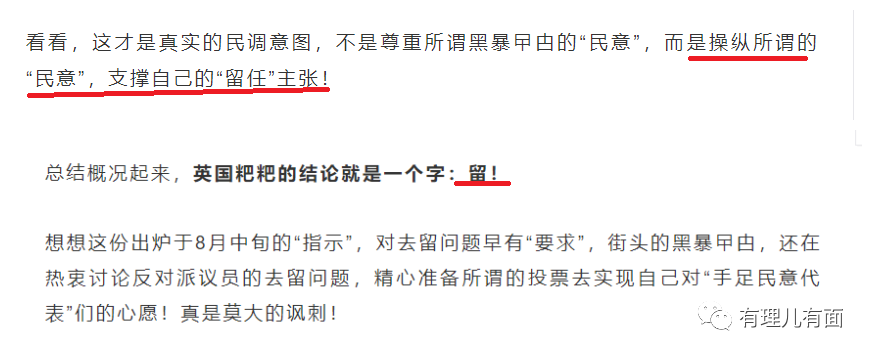 看看，这才是真实的民调意图，不是尊重所谓黑暴曱甴的“民意”，而是操纵所谓的
“民意”，支撑自己的“留任”主张！
总结概况起来，英国粑粑的结论就是一个字：留！
想想这份出炉于8月中旬的“指示”，对去留问题早有“要求”，街头的黑暴曱甴，还在
热衷讨论反对派议员的去留问题，精心准备所谓的投票去实现自己对“手足民意代
表”们的心愿！真是莫大的讽刺！
有理儿有面